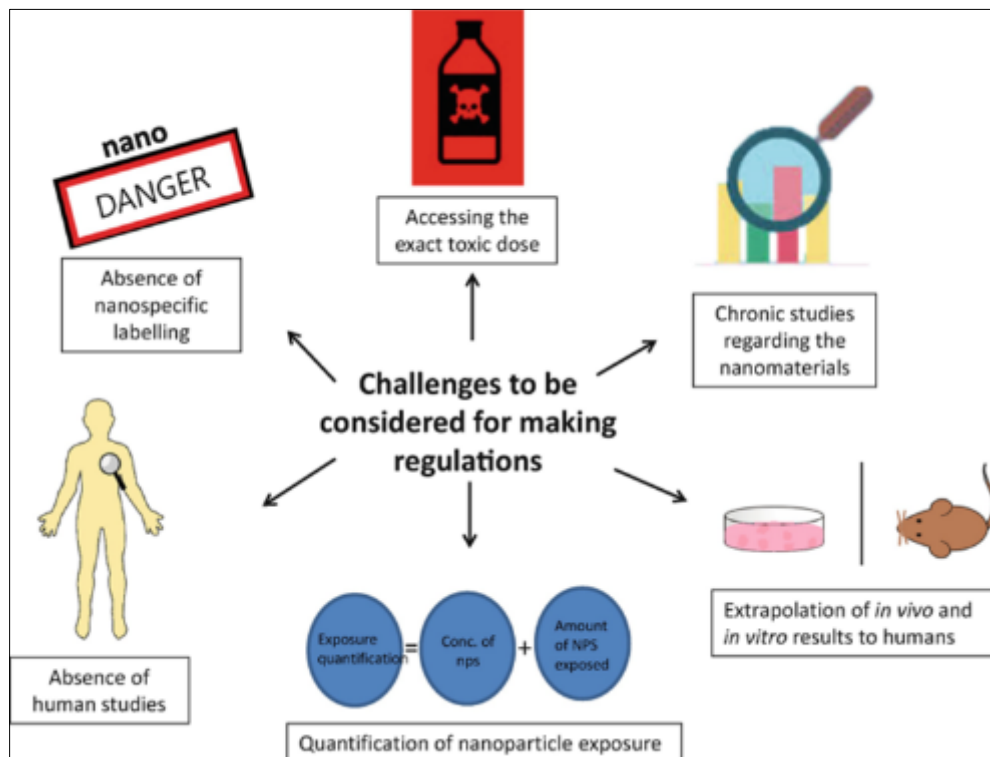 nano
DANGER
Absence of
nanospecific
labelling
Accessing the
exact toxic dose
Chronic studies
regarding the
nanomaterials
Challenges to be
considered for making
regulations
Absence of
human studies
Exposure
quantification
=
Conc. of
nps
+
Amount
of NPS
exposed
Quantification of nanoparticle exposure
Extrapolation of in vivo and
in vitro results to humans